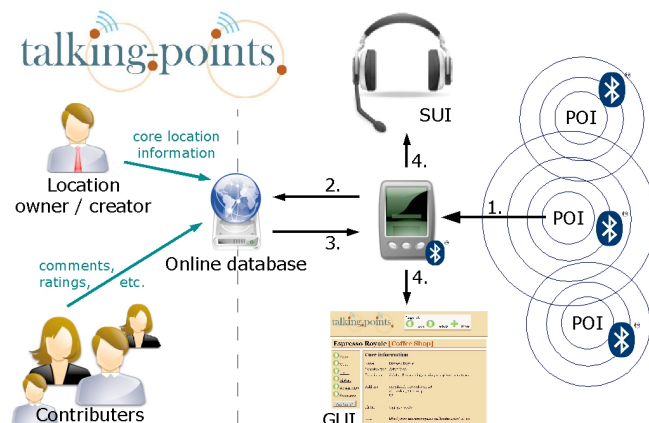 talking-points
core location
information
Location
owner / creator
comments,
ratings, etc.
Contributers
Online database
2.
3.
4.
SUI
1.
4.
POI
POI
POI
GUI
talking-points
Espresso Royale [Coffee Shop]
Core information